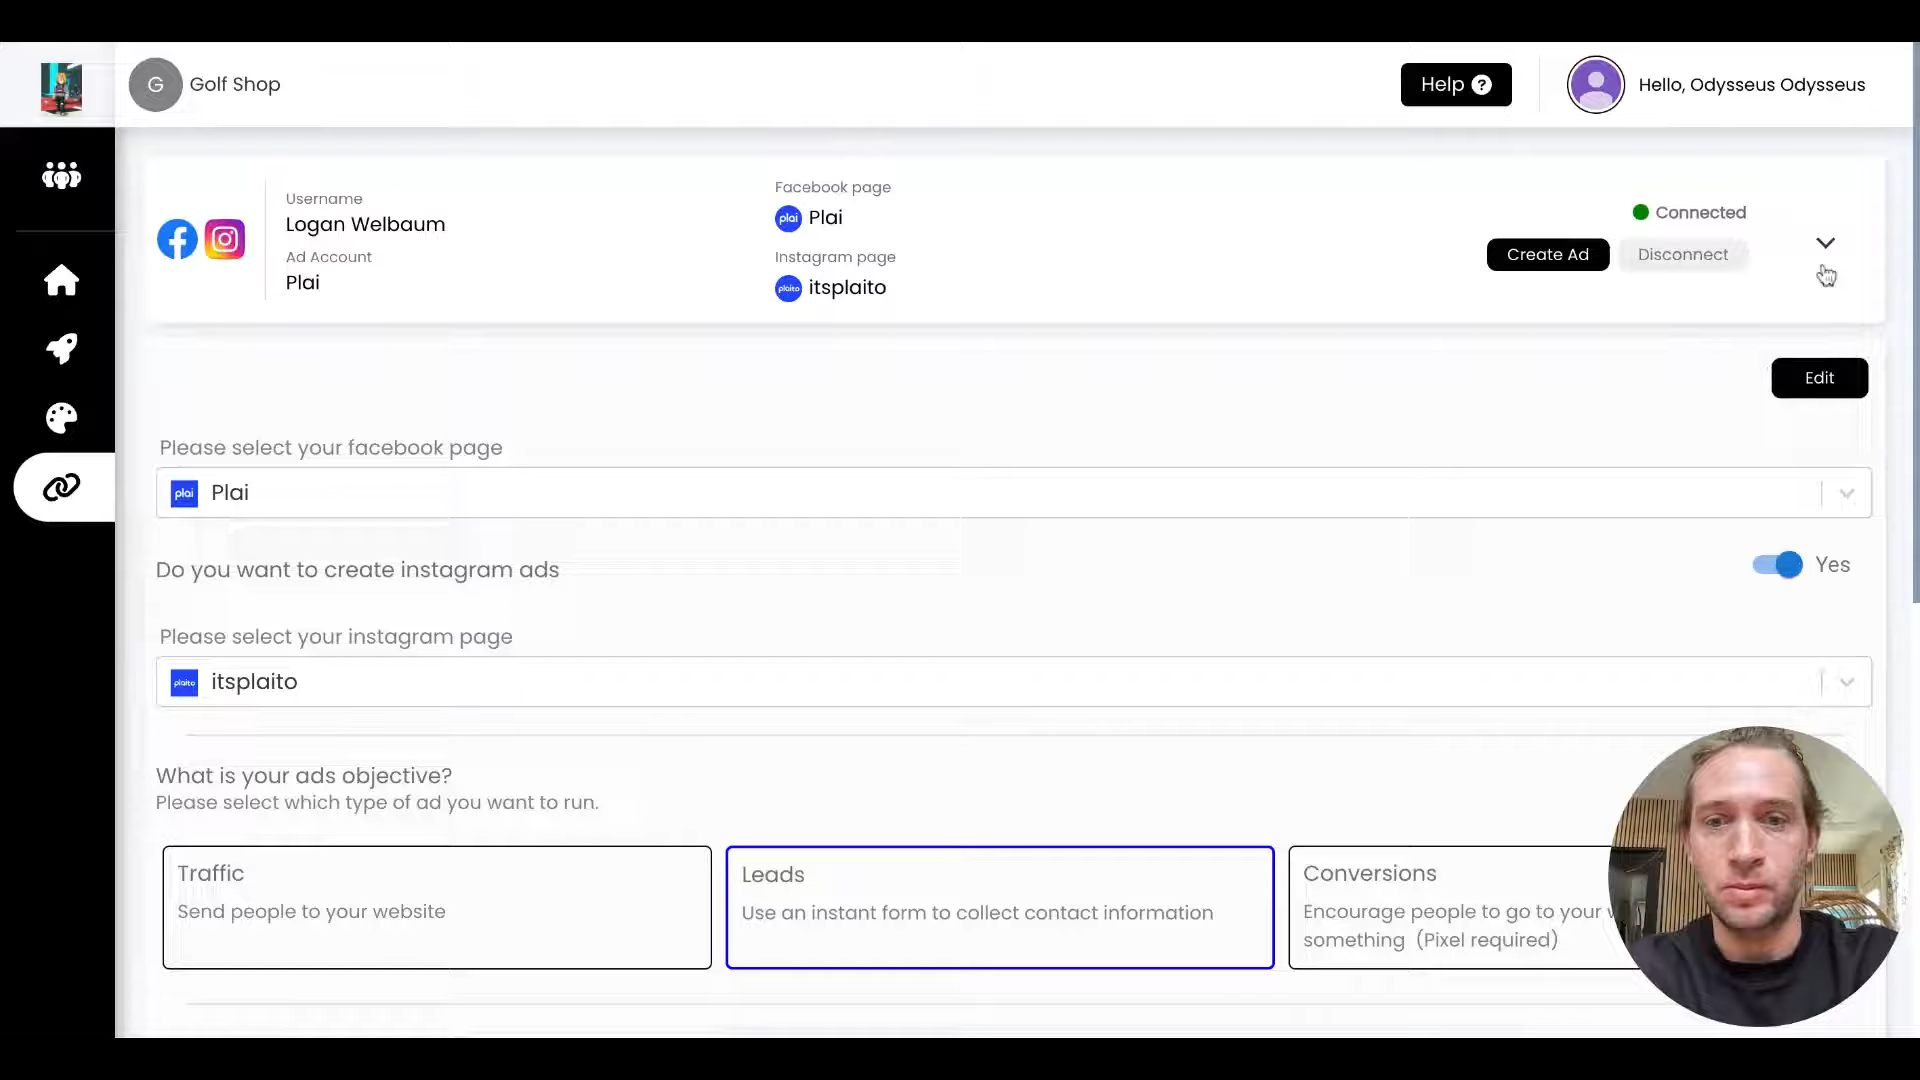 G Golf Shop
Help ?
Hello, Odysseus Odysseus
Username
Logan Welbaum
Ad Account
Plai
Facebook page
plai Plai
Instagram page
plaito itsplaito
Connected
Create Ad
Disconnect
Edit
Please select your facebook page
plai Plai
Do you want to create instagram ads
Yes
Please select your instagram page
plaito itsplaito
What is your ads objective?
Please select which type of ad you want to run.
Traffic
Send people to your website
Leads
Use an instant form to collect contact information
Conversions
Encourage people to go to your
something (Pixel required)